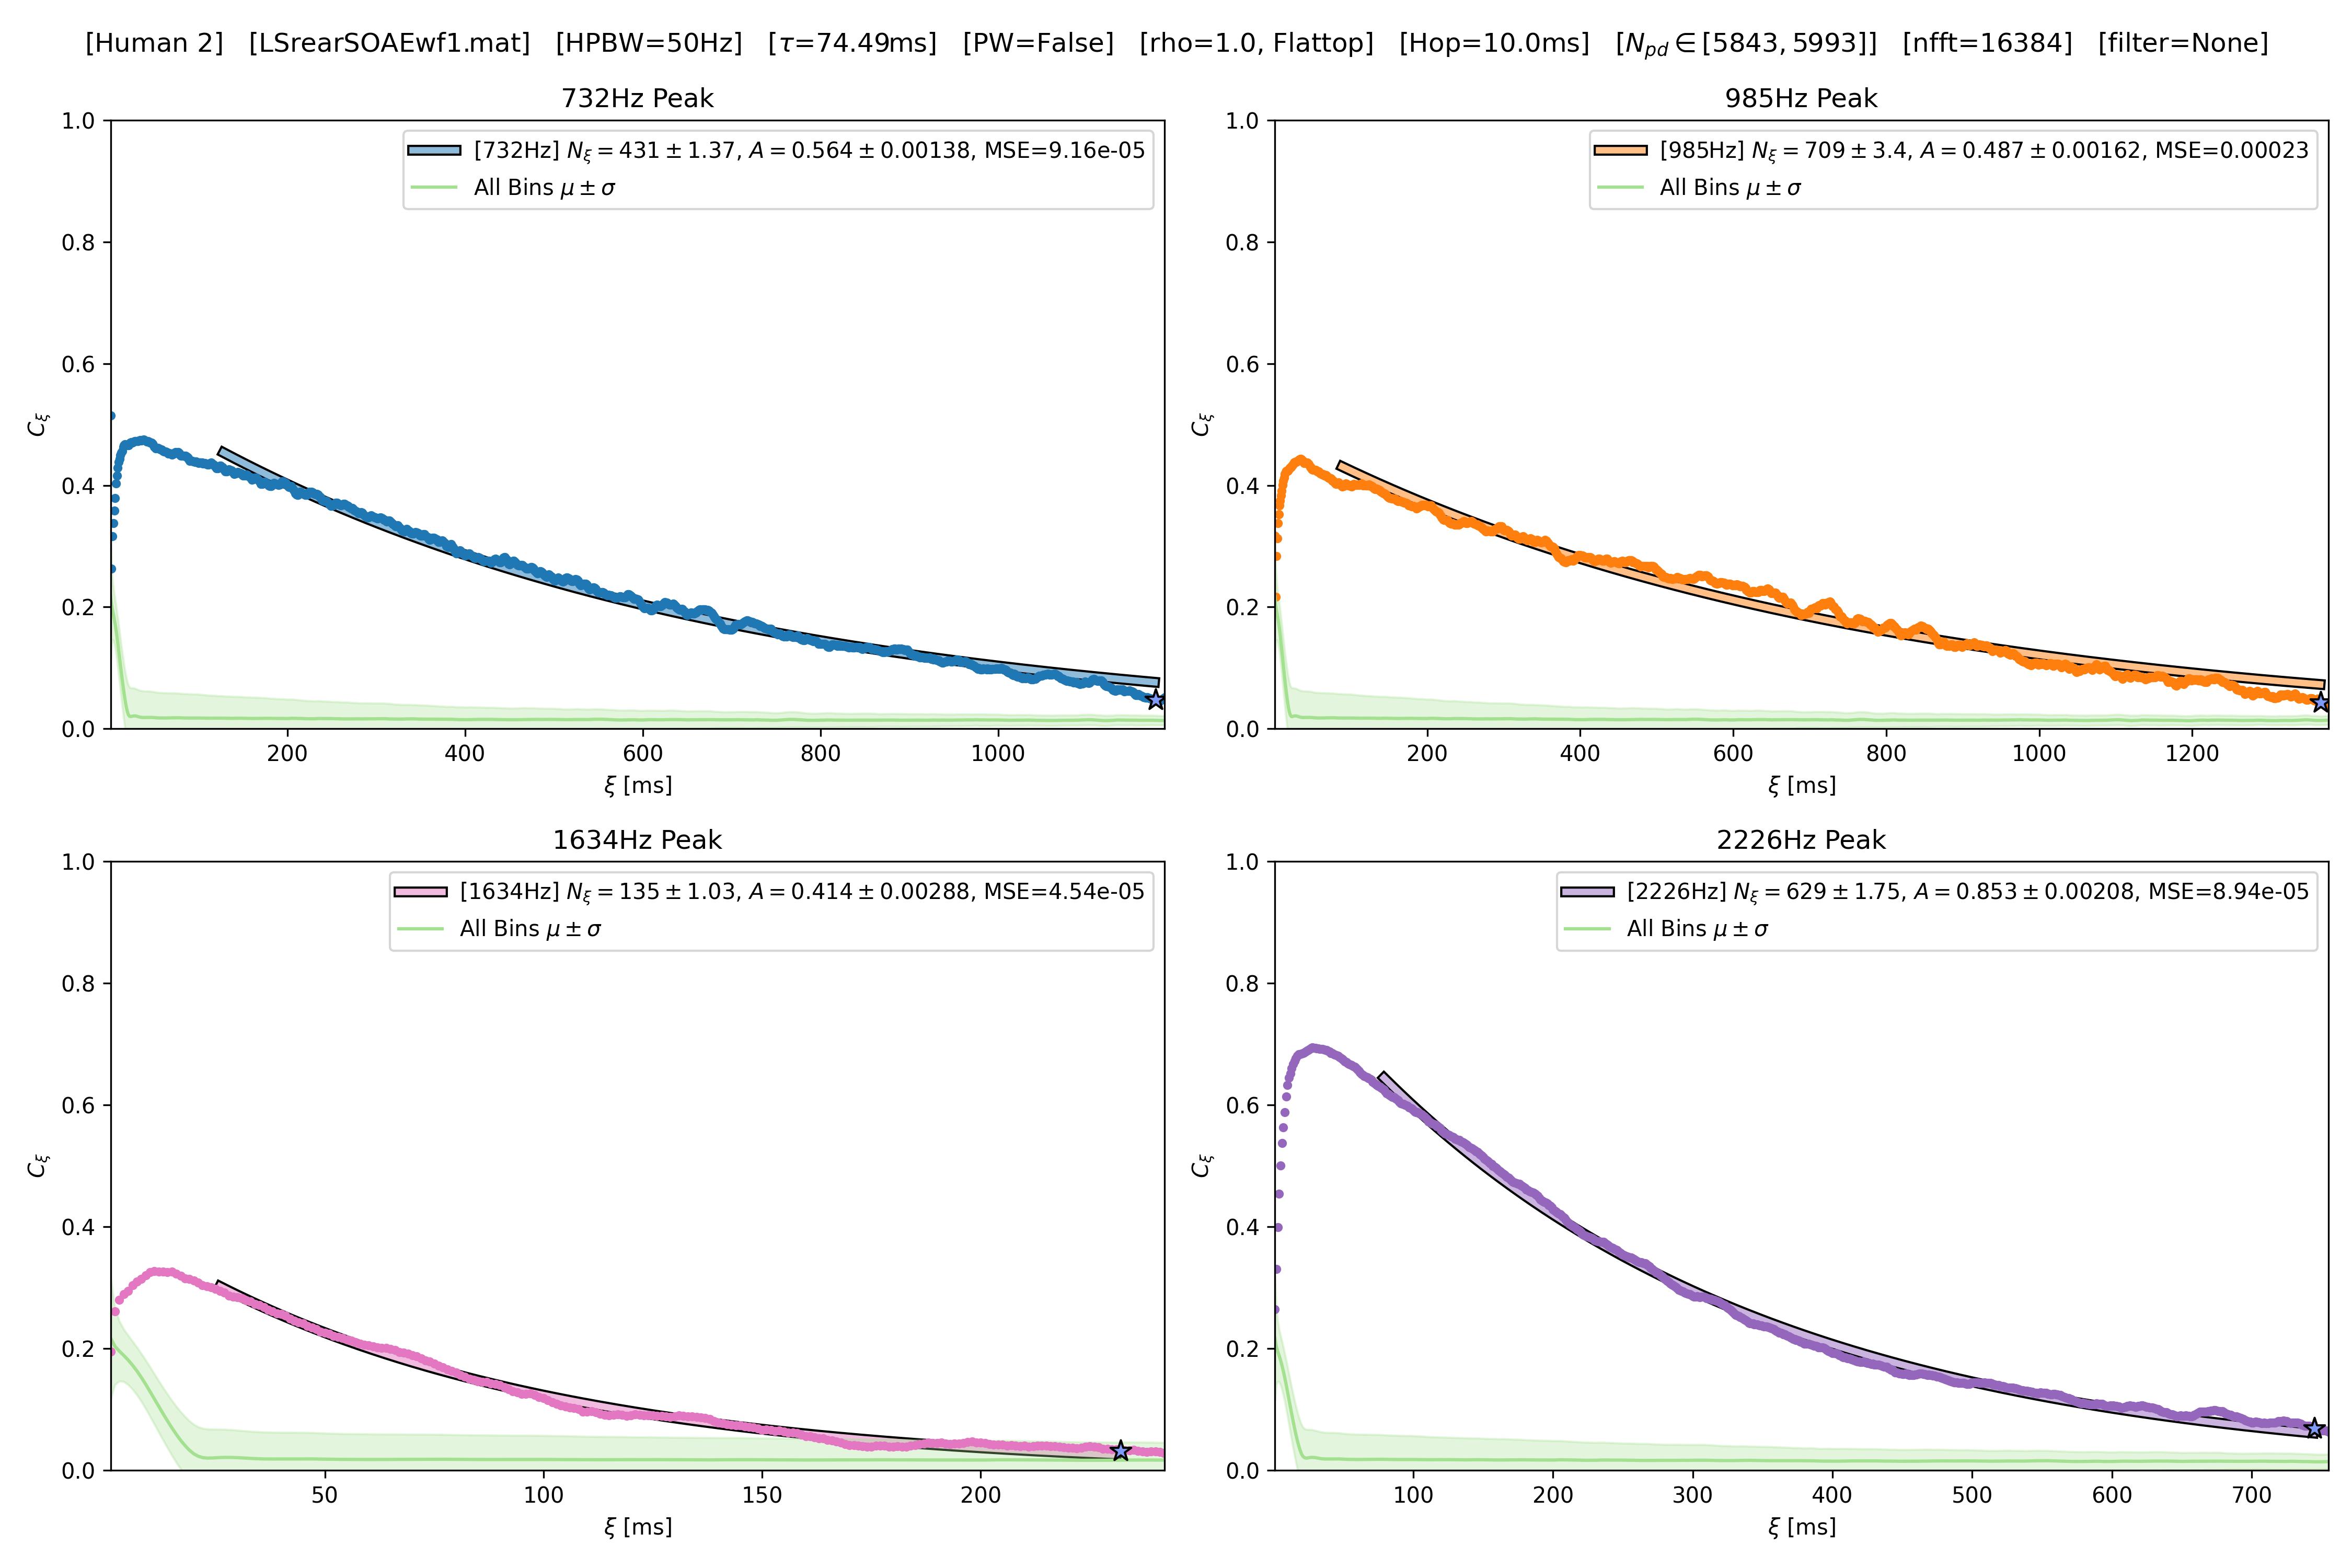 [Human 2] [LSrearSOAEwf1.mat] [HPBW=50Hz] [τ=74.49ms] [PW=False] [rho=1.0, Flattop] [Hop=10.0ms] [N_pd ∈ [5843, 5993]] [nfft=16384] [filter=None]
732Hz Peak
1.0
0.8
0.6
0.4
0.2
0.0
C_ξ
[732Hz] N_ξ = 431 ± 1.37, A = 0.564 ± 0.00138, MSE=9.16e-05
All Bins μ ± σ
200 400 600 800 1000
ξ [ms]
985Hz Peak
1.0
0.8
0.6
0.4
0.2
0.0
C_ξ
[985Hz] N_ξ = 709 ± 3.4, A = 0.487 ± 0.00162, MSE=0.00023
All Bins μ ± σ
200 400 600 800 1000 1200
ξ [ms]
1634Hz Peak
1.0
0.8
0.6
0.4
0.2
0.0
C_ξ
[1634Hz] N_ξ = 135 ± 1.03, A = 0.414 ± 0.00288, MSE=4.54e-05
All Bins μ ± σ
50 100 150 200
ξ [ms]
2226Hz Peak
1.0
0.8
0.6
0.4
0.2
0.0
C_ξ
[2226Hz] N_ξ = 629 ± 1.75, A = 0.853 ± 0.00208, MSE=8.94e-05
All Bins μ ± σ
100 200 300 400 500 600 700
ξ [ms]